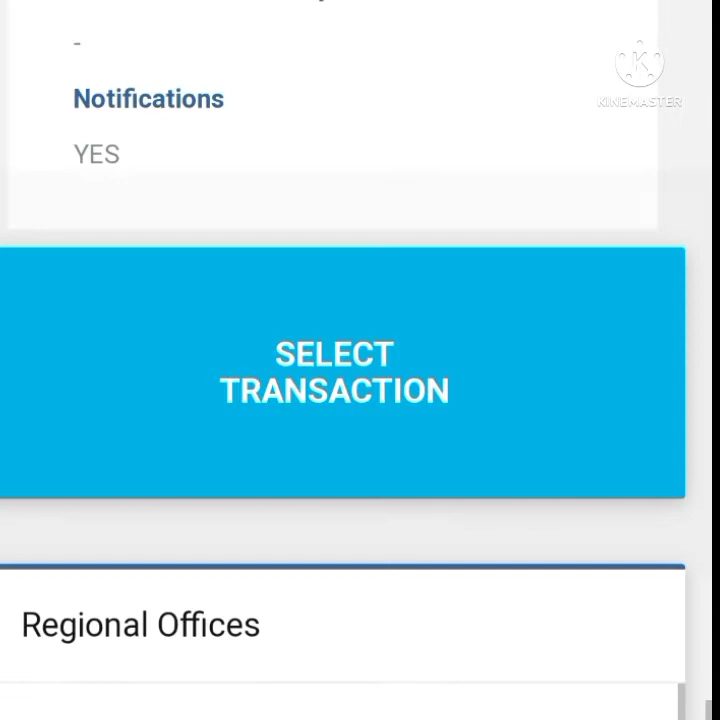 -
Notifications
KINEMASTER
YES
SELECT
TRANSACTION
Regional Offices